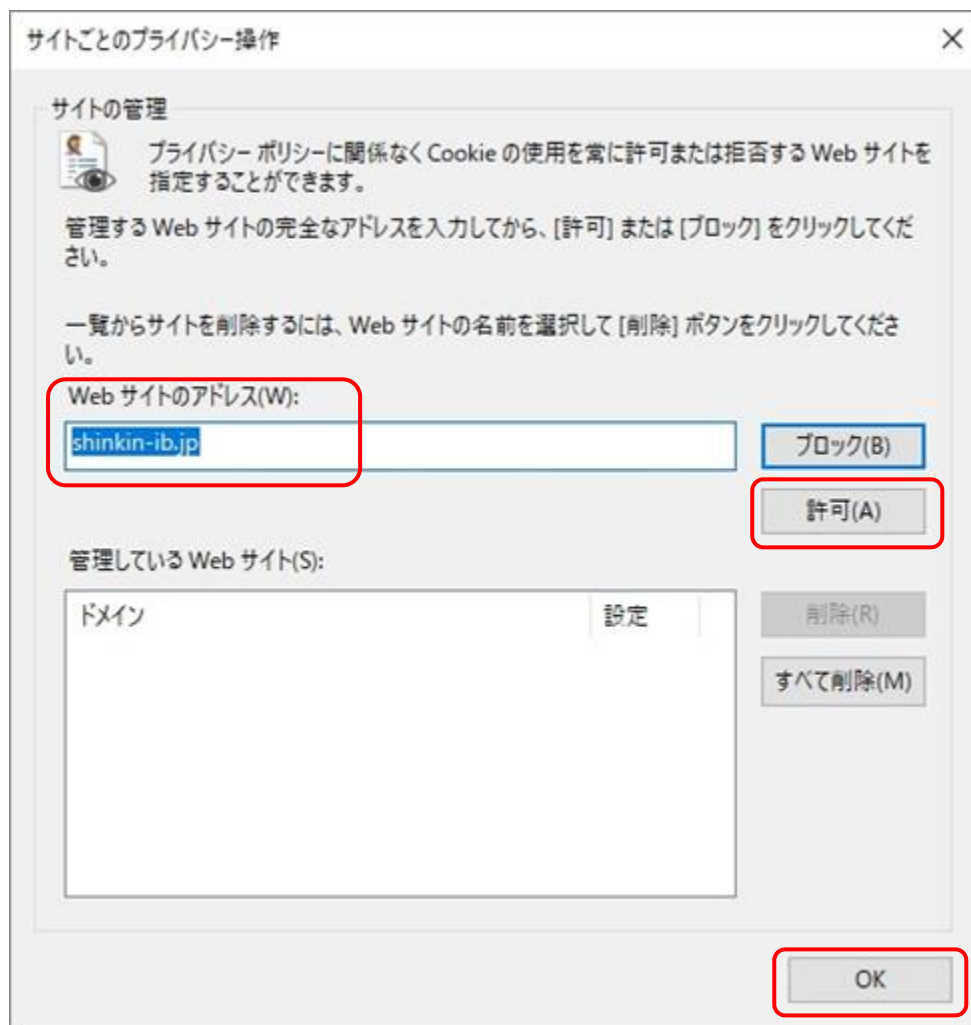 サイトごとのプライバシー操作
サイトの管理
プライバシー ポリシーに関係なく Cookie の使用を常に許可または拒否する Web サイトを
指定することができます。
管理する Web サイトの完全なアドレスを入力してから、[許可] または [ブロック] をクリックしてくだ
さい。
一覧からサイトを削除するには、Web サイトの名前を選択して [削除] ボタンをクリックしてくださ
い。
Web サイトのアドレス(W):
shinkin-ib.jp
ブロック(B)
許可(A)
管理している Web サイト(S):
ドメイン 設定
削除(R)
すべて削除(M)
OK